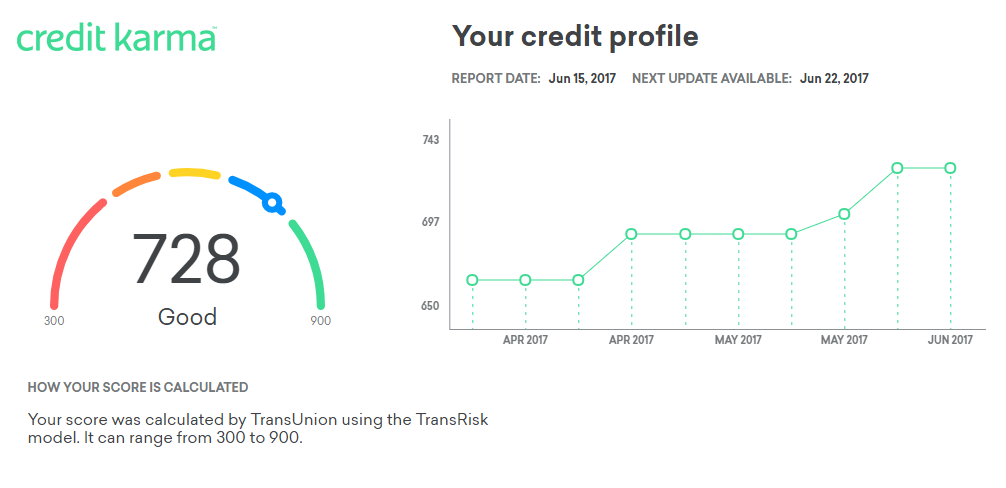 credit karma™
Your credit profile
REPORT DATE: Jun 15, 2017 NEXT UPDATE AVAILABLE: Jun 22, 2017
743
697
650
APR 2017 APR 2017 MAY 2017 MAY 2017 JUN 2017
728
Good
300 900
HOW YOUR SCORE IS CALCULATED
Your score was calculated by TransUnion using the TransRisk
model. It can range from 300 to 900.